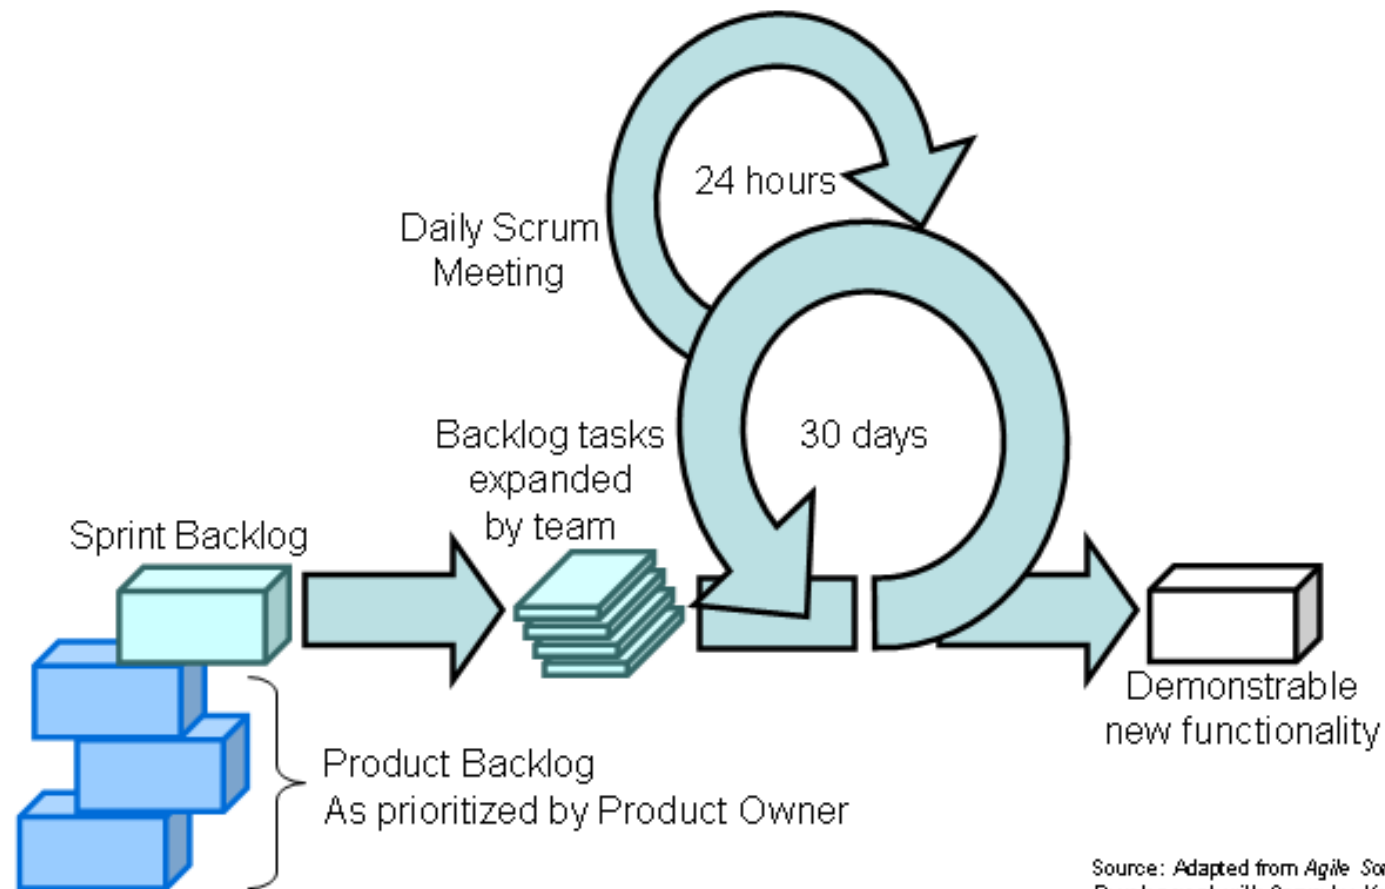 24 hours
Daily Scrum
Meeting
Backlog tasks
expanded
by team
30 days
Sprint Backlog
Demonstrable
new functionality
Product Backlog
As prioritized by Product Owner
Source: Adapted from Agile